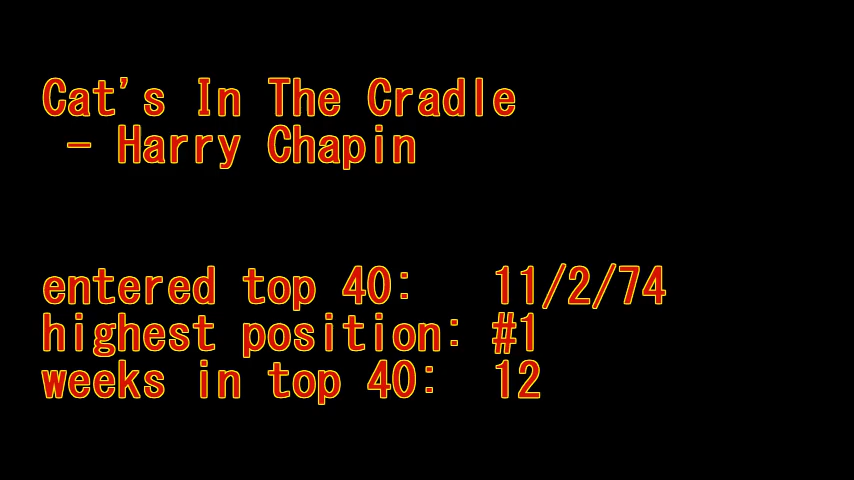 Cat's In The Cradle
- Harry Chapin
entered top 40: 11/2/74
highest position: #1
weeks in top 40: 12